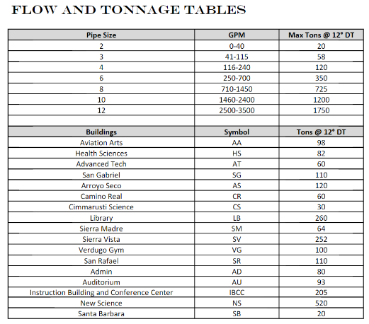 FLOW AND TONNAGE TABLES
Pipe Size GPM Max Tons @ 12° DT
2 0-40 20
3 41-115 58
4 116-240 120
6 250-700 350
8 710-1450 725
10 1460-2400 1200
12 2500-3500 1750
Buildings Symbol Tons @ 12° DT
Aviation Arts AA 98
Health Sciences HS 82
Advanced Tech AT 60
San Gabriel SG 110
Arroyo Seco AS 120
Camino Real CR 60
Cimmarusti Science CS 30
Library LB 260
Sierra Madre SM 64
Sierra Vista SV 252
Verdugo Gym VG 100
San Rafael SR 110
Admin AD 80
Auditorium AU 93
Instruction Building and Conference Center IBCC 205
New Science NS 520
Santa Barbara SB 20